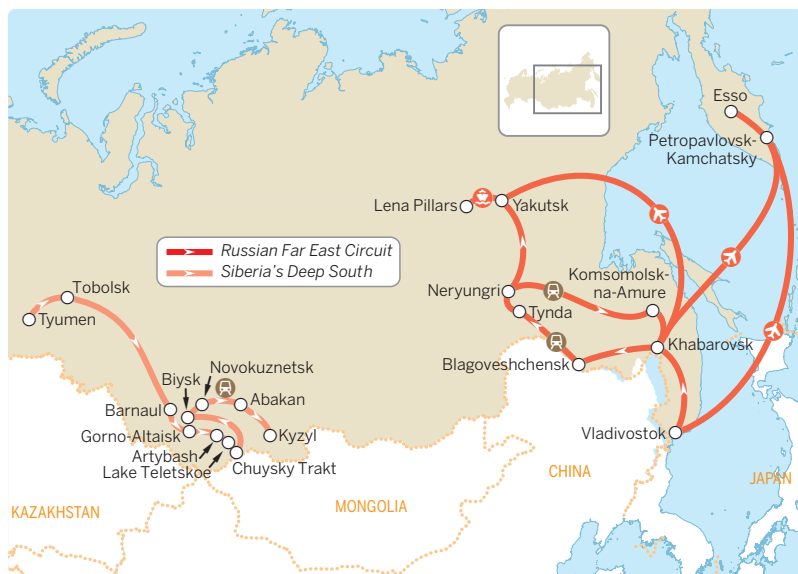 Esso
Petropavlovsk-
Kamchatsky
Lena Pillars
Yakutsk
Russian Far East Circuit
Siberia's Deep South
Komsomolsk-
na-Amure
Neryungri
Tynda
Tobolsk
Tyumen
Khabarovsk
Blagoveshchensk
Novokuznetsk
Biysk
Abakan
Barnaul
Gorno-Altaisk
Kyzyl
Vladivostok
Artybash
Lake Teletskoe
Chuysky Trakt
CHINA
JAPAN
KAZAKHSTAN
MONGOLIA